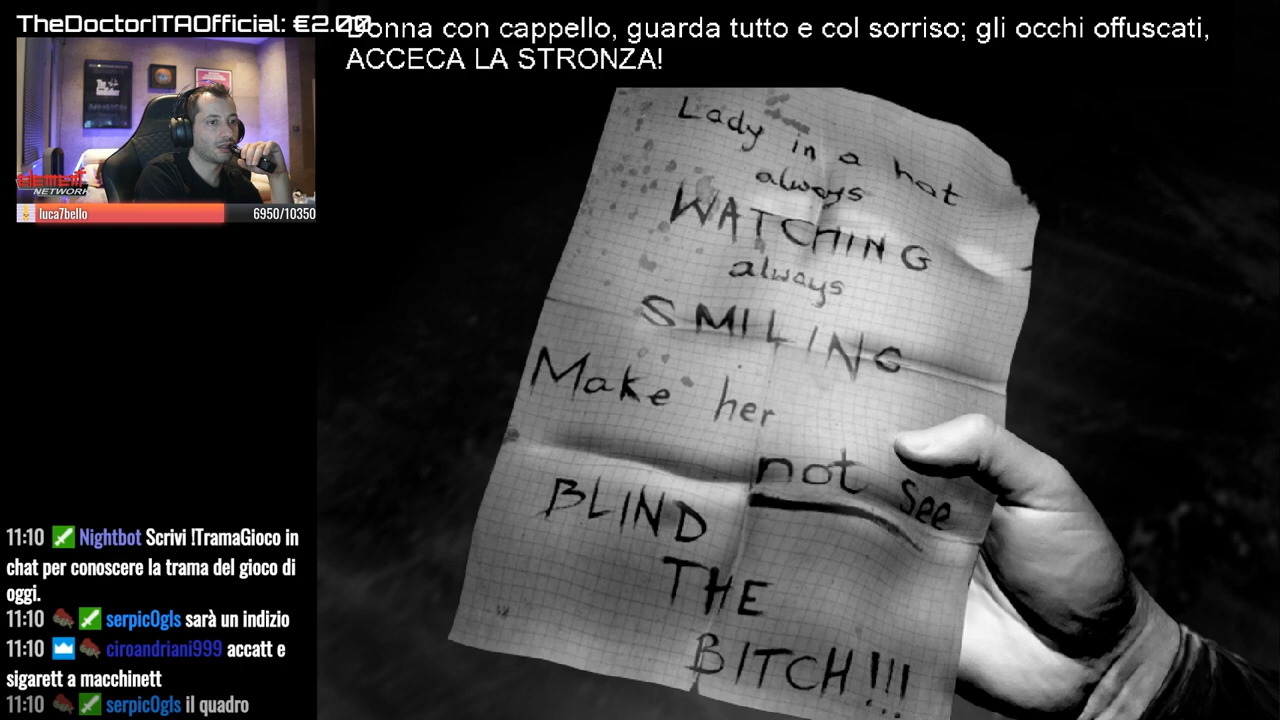 TheDoctorITAOfficial: €2.00
Donna con cappello, guarda tutto e col sorriso; gli occhi offuscati,
ACCECA LA STRONZA!
element
NETWORK
luca7bello
6950/10350
Lady in a hat
always
WATCHING
always
SMILING
Make her
not see
BLIND
THE
BITCH!!!
11:10 Nightbot Scrivi !TramaGioco in
chat per conoscere la trama del gioco di
oggi.
11:10 serpic0gls sarà un indizio
11:10 ciroandriani999 accatt e
sigarett a macchinett
11:10 serpic0gls il quadro